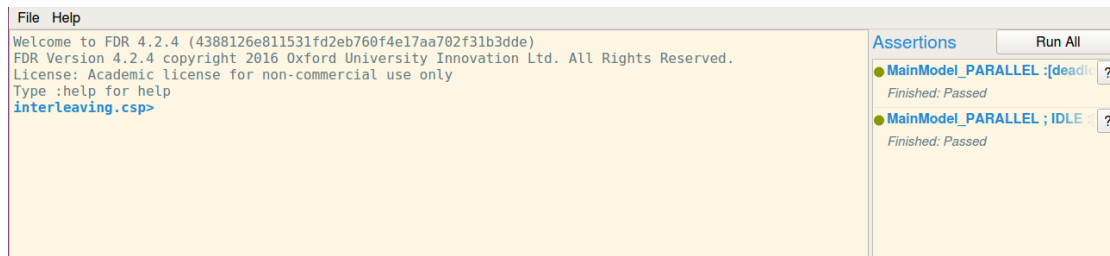 File Help
Welcome to FDR 4.2.4 (4388126e811531fd2eb760f4e17aa702f31b3dde)
FDR Version 4.2.4 copyright 2016 Oxford University Innovation Ltd. All Rights Reserved.
License: Academic license for non-commercial use only
Type :help for help
interleaving.csp>
Assertions Run All
MainModel_PARALLEL :[deadlo ?
Finished: Passed
MainModel_PARALLEL ; IDLE :[ ?
Finished: Passed